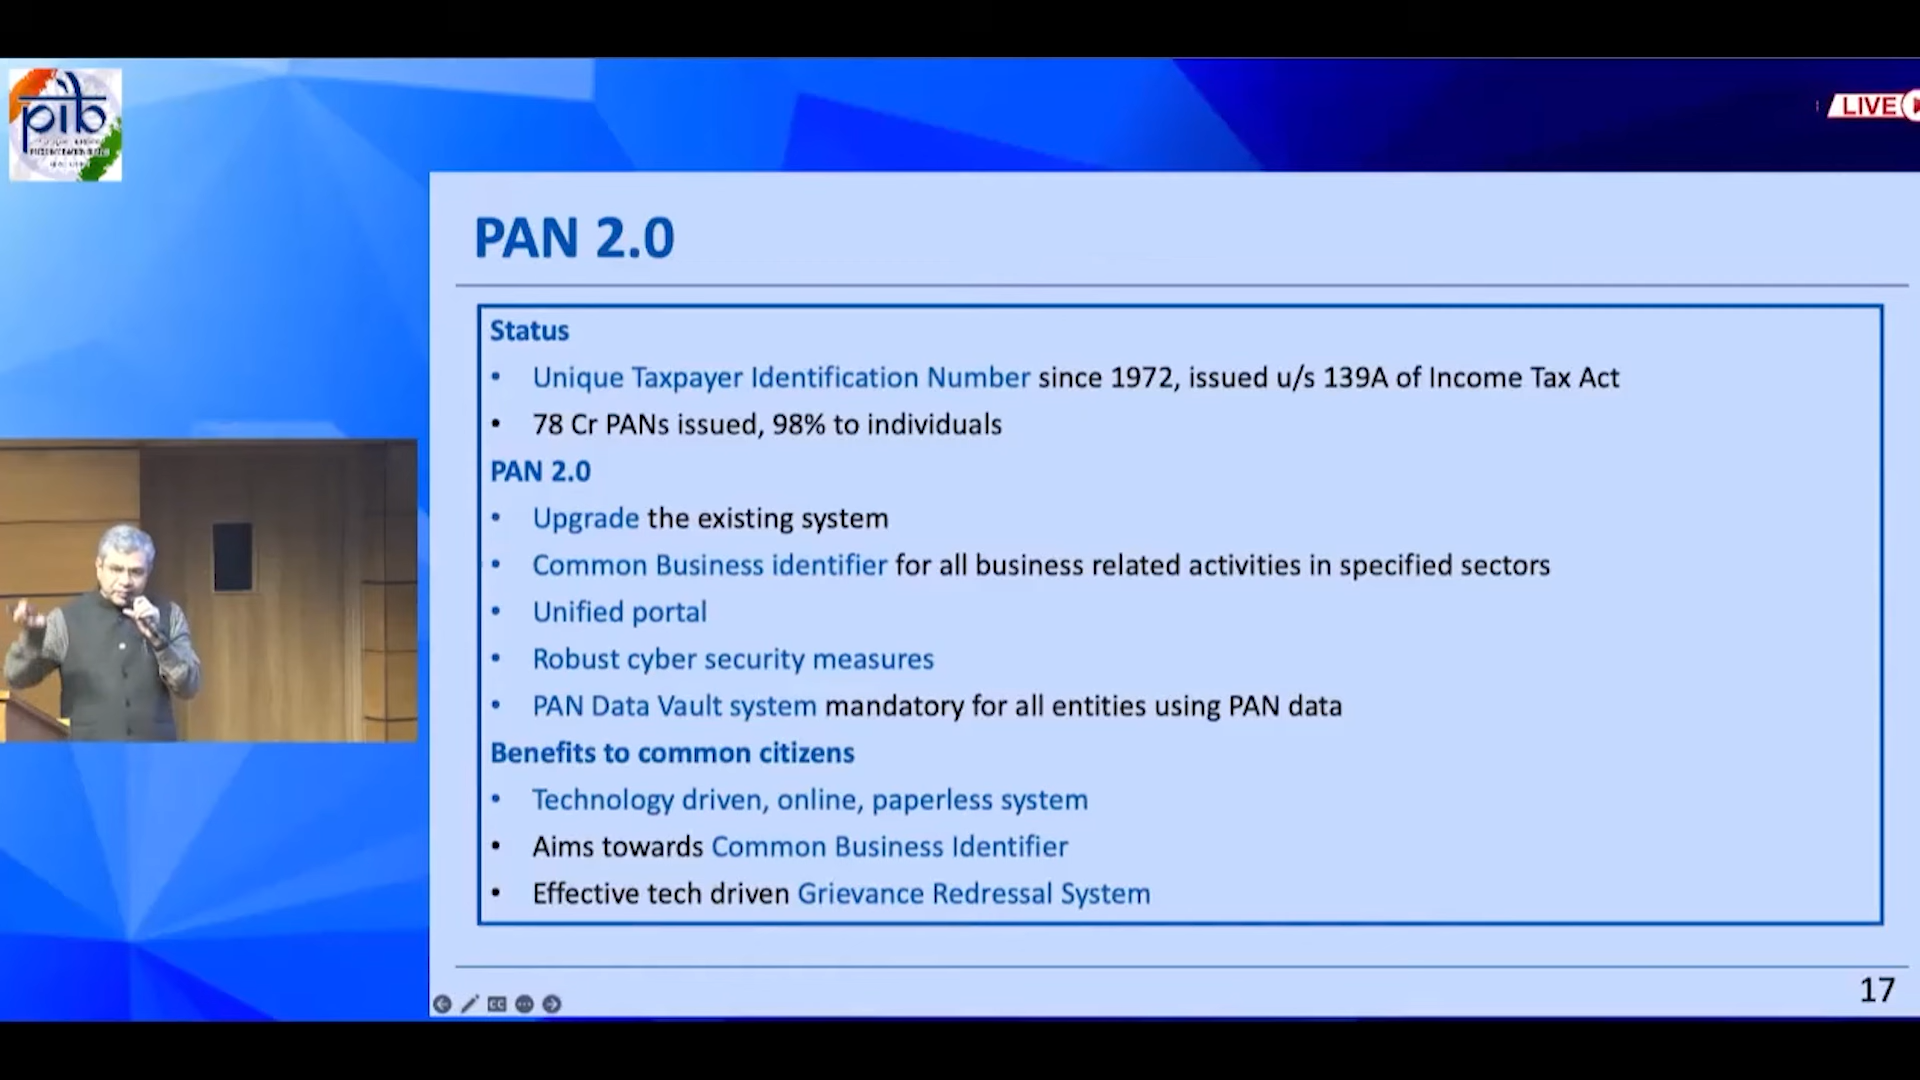 pib
LIVE
PAN 2.0
Status
• Unique Taxpayer Identification Number since 1972, issued u/s 139A of Income Tax Act
• 78 Cr PANs issued, 98% to individuals
PAN 2.0
• Upgrade the existing system
• Common Business identifier for all business related activities in specified sectors
• Unified portal
• Robust cyber security measures
• PAN Data Vault system mandatory for all entities using PAN data
Benefits to common citizens
• Technology driven, online, paperless system
• Aims towards Common Business Identifier
• Effective tech driven Grievance Redressal System
CC
17